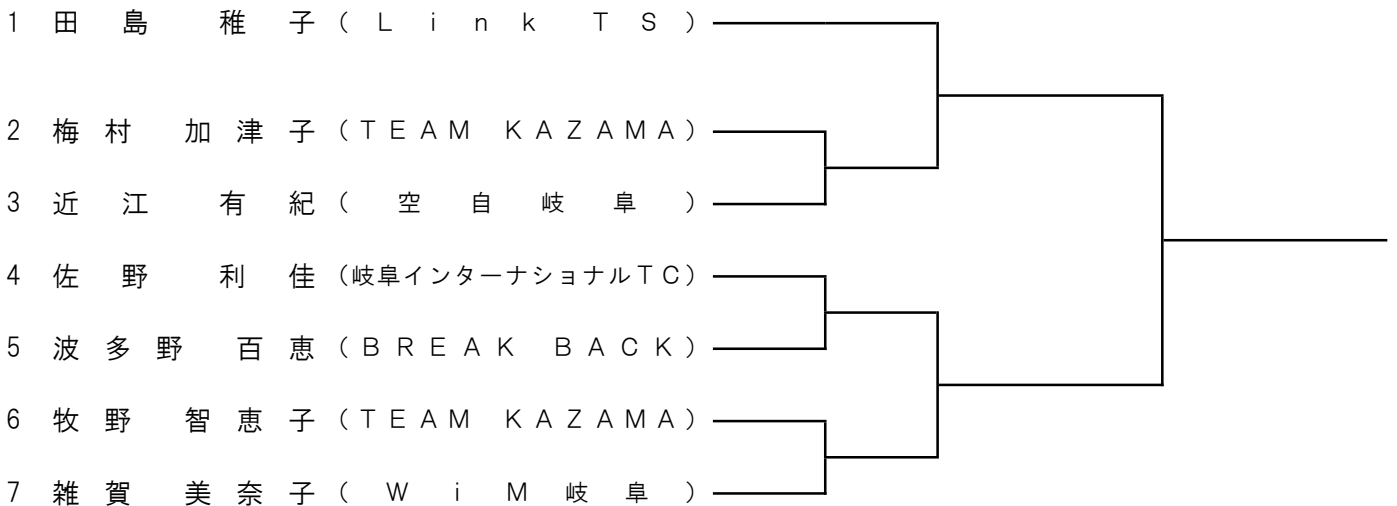 1 田島 稚子 (Link TS)
2 梅村 加津子 (TEAM KAZAMA)
3 近江 有紀 (空自岐阜)
4 佐野 利佳 (岐阜インターナショナルTC)
5 波多野 百恵 (BREAK BACK)
6 牧野 智恵子 (TEAM KAZAMA)
7 雑賀 美奈子 (WiM岐阜)